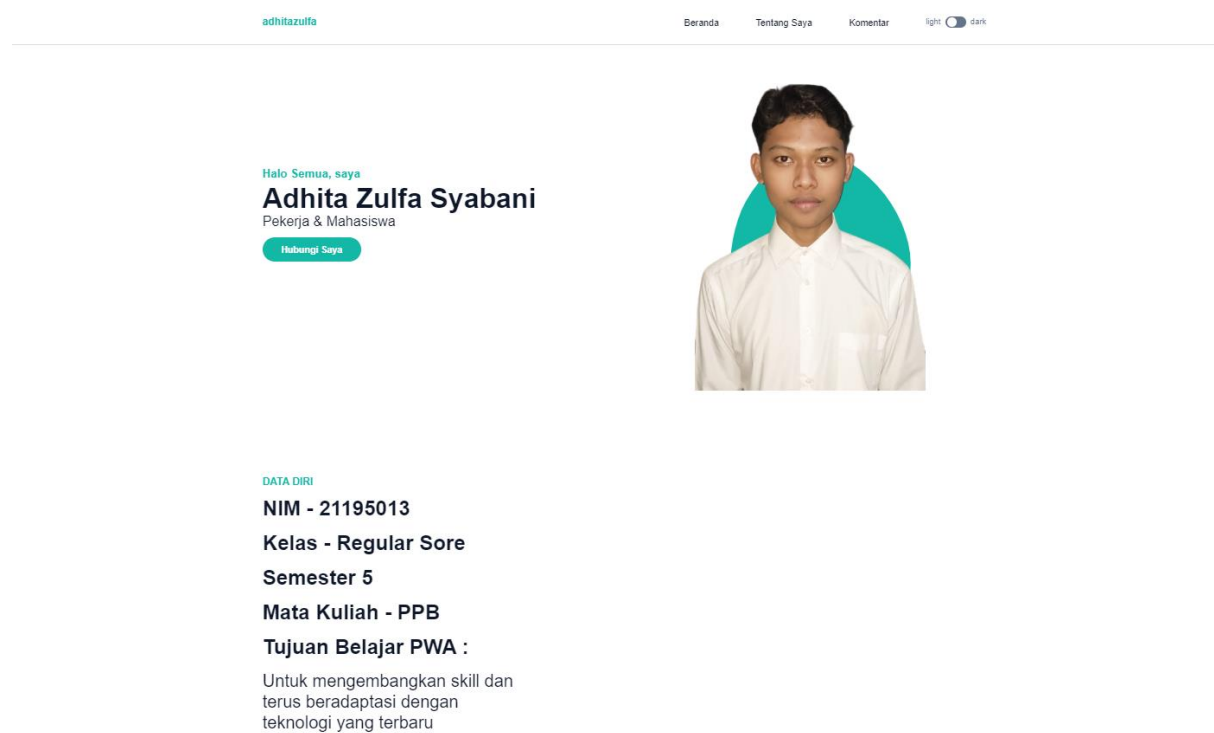 adhitazulfa
Beranda Tentang Saya Komentar light dark
Halo Semua, saya
Adhita Zulfa Syabani
Pekerja & Mahasiswa
Hubungi Saya
DATA DIRI
NIM - 21195013
Kelas - Regular Sore
Semester 5
Mata Kuliah - PPB
Tujuan Belajar PWA :
Untuk mengembangkan skill dan
terus beradaptasi dengan
teknologi yang terbaru